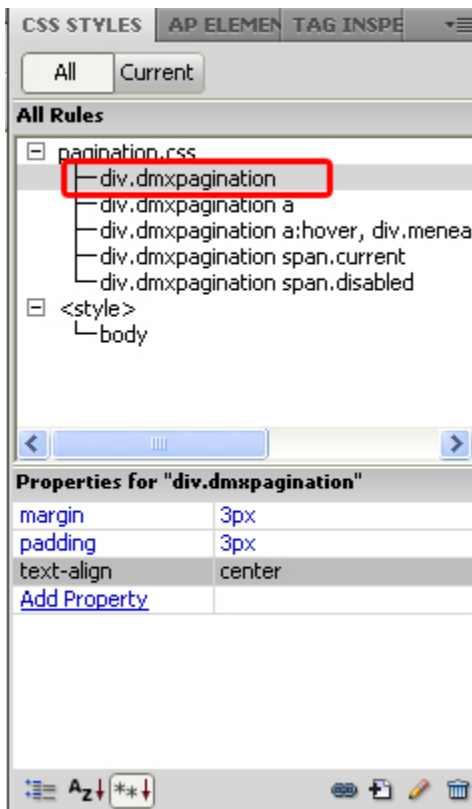 CSS STYLES AP ELEMEN TAG INSPE
All Current
All Rules
pagination.css
div.dmxpagination
div.dmxpagination a
div.dmxpagination a:hover, div.menea
div.dmxpagination span.current
div.dmxpagination span.disabled
<style>
body
Properties for "div.dmxpagination"
margin 3px
padding 3px
text-align center
Add Property
AZ **